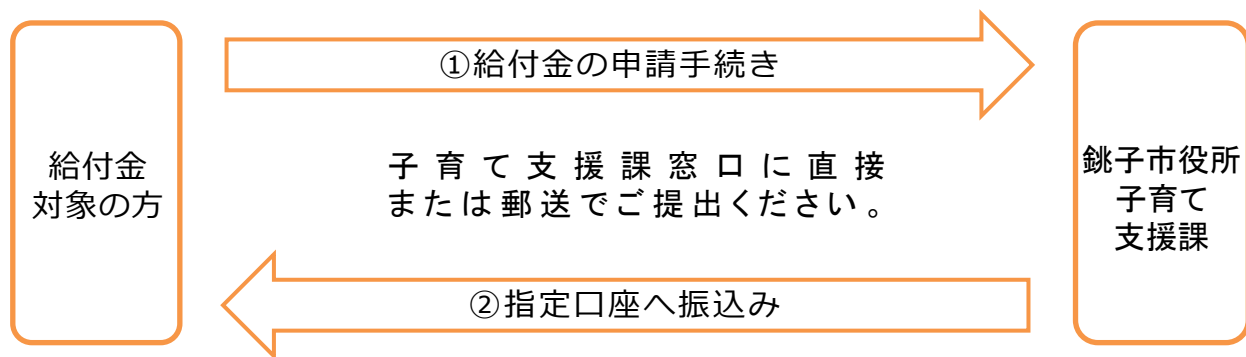 ①給付金の申請手続き
給付金
対象の方
子育て支援課窓口に直接
または郵送でご提出ください。
銚子市役所
子育て
支援課
②指定口座へ振込み